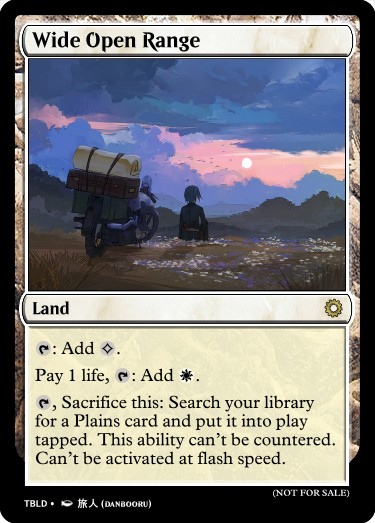 Wide Open Range
Land
: Add .
Pay 1 life, : Add .
, Sacrifice this: Search your library
for a Plains card and put it into play
tapped. This ability can't be countered.
Can't be activated at flash speed.
TBLD • 旅人 (DANBOORU)
(NOT FOR SALE)